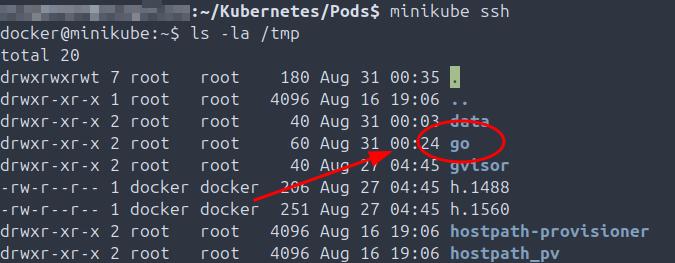 :~/Kubernetes/Pods$ minikube ssh
docker@minikube:~$ ls -la /tmp
total 20
drwxrwxrwt 7 root   root    180 Aug 31 00:35 .
drwxr-xr-x 1 root   root   4096 Aug 16 19:06 ..
drwxr-xr-x 2 root   root     40 Aug 31 00:03 data
drwxr-xr-x 2 root   root     60 Aug 31 00:24 go
drwxr-xr-x 2 root   root     40 Aug 27 04:45 gvisor
-rw-r--r-- 1 docker docker  206 Aug 27 04:45 h.1488
-rw-r--r-- 1 docker docker  251 Aug 27 04:45 h.1560
drwxr-xr-x 2 root   root   4096 Aug 16 19:06 hostpath-provisioner
drwxr-xr-x 2 root   root   4096 Aug 16 19:06 hostpath_pv